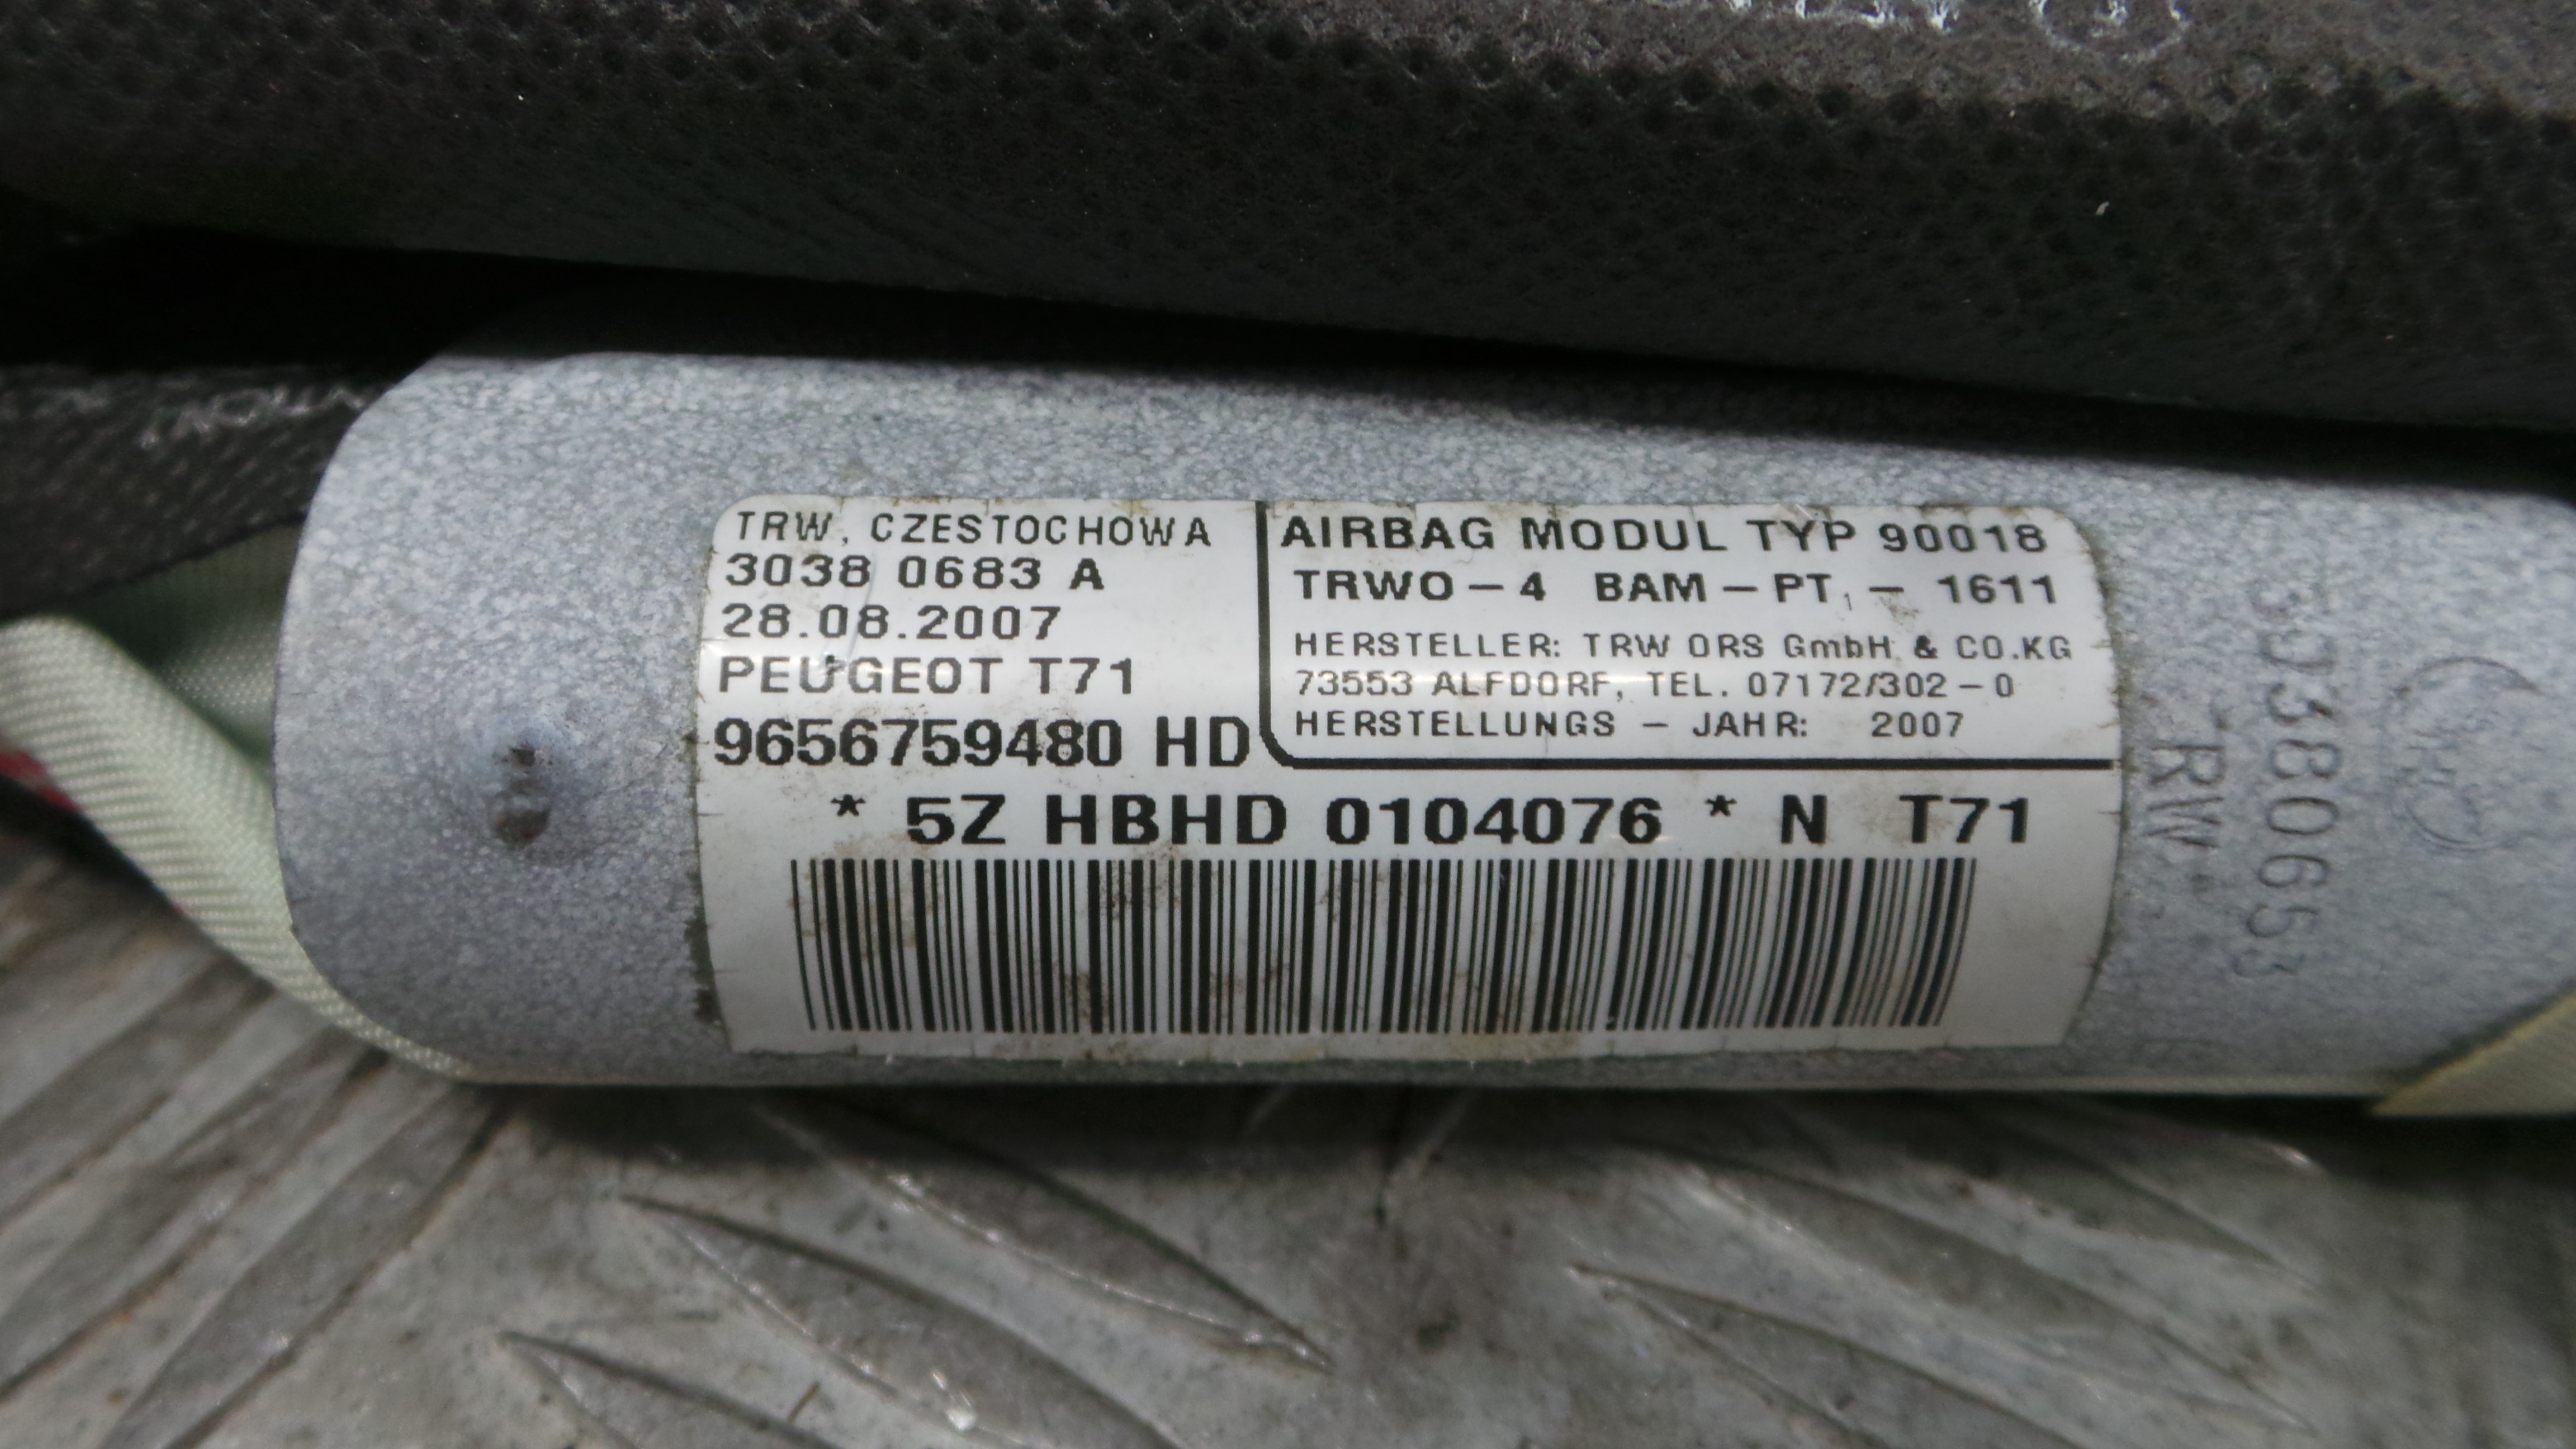 TRW, CZESTOCHOWA
3038 0683 A
28.08.2007
PEUGEOT T71
9656759480 HD
AIRBAG MODUL TYP 90018
TRWO - 4 BAM - PT, - 1611
HERSTELLER: TRW ORS GmbH & CO.KG
73553 ALFDORF, TEL. 07172/302 - 0
HERSTELLUNGS - JAHR: 2007
* 5Z HBHD 0104076 * N T71
30380653
TRW